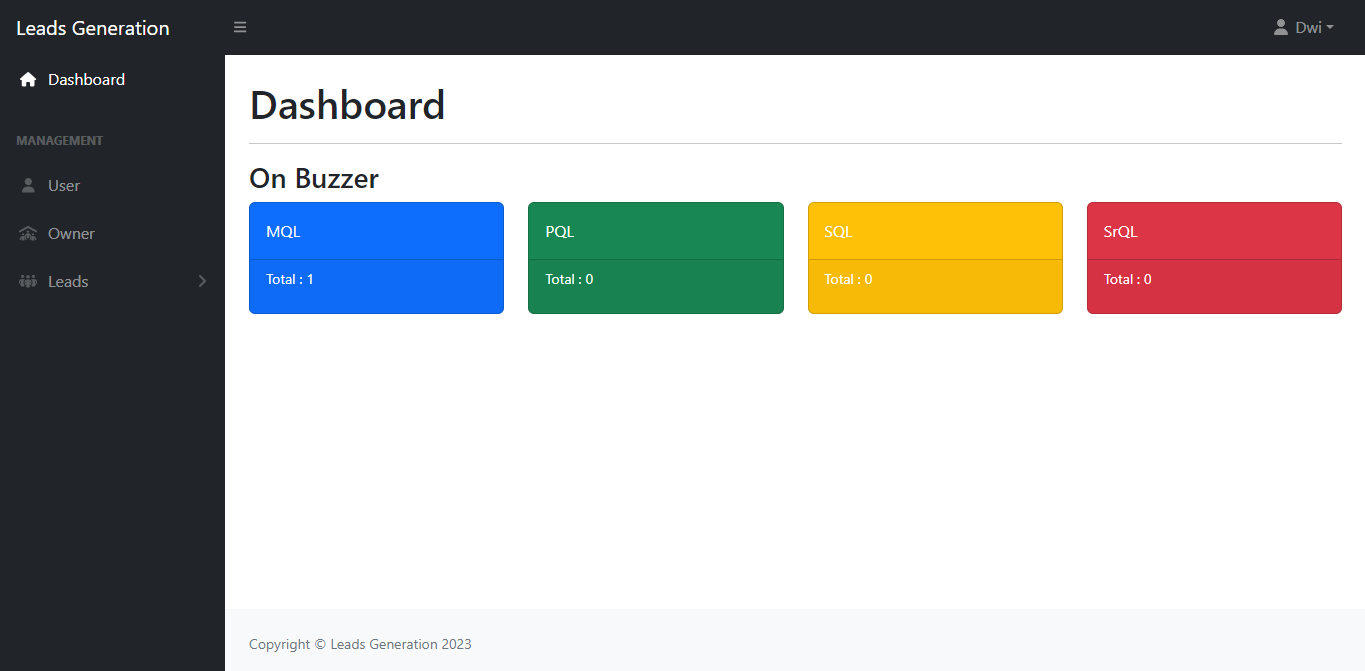 Leads Generation
Dwi
Dashboard
MANAGEMENT
User
Owner
Leads
Dashboard
On Buzzer
MQL
Total : 1
PQL
Total : 0
SQL
Total : 0
SrQL
Total : 0
Copyright © Leads Generation 2023